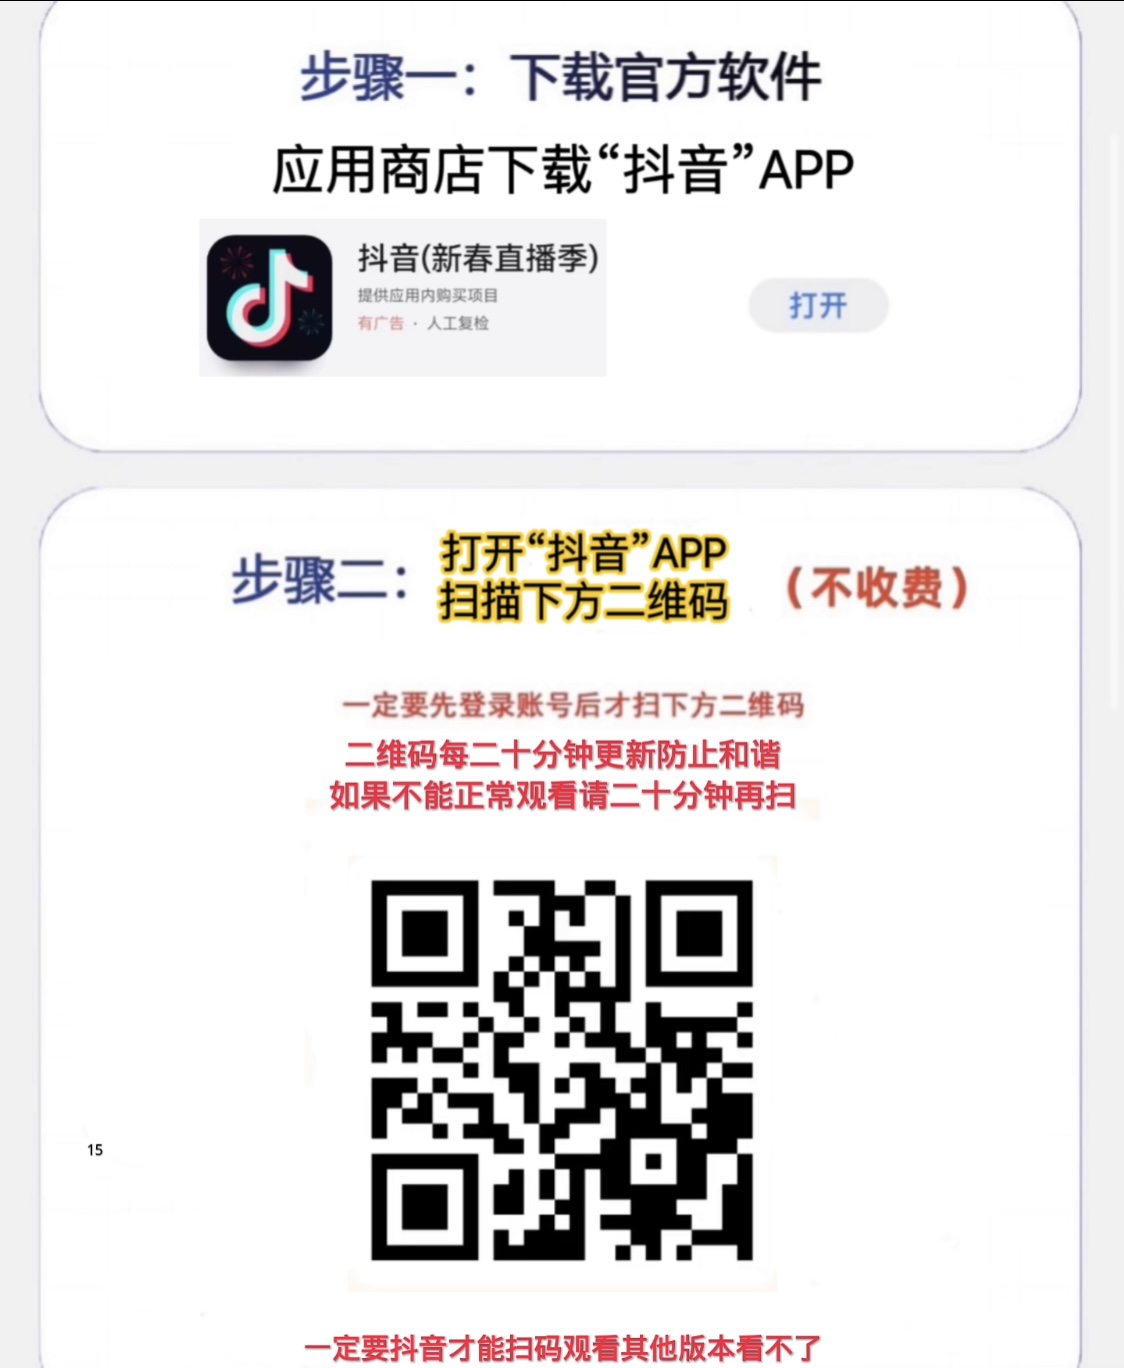 步骤一：下载官方软件
应用商店下载“抖音”APP
抖音(新春直播季)
提供应用内购买项目
有广告 · 人工复检
打开
步骤二：
打开“抖音”APP
扫描下方二维码
（不收费）
一定要先登录账号后才扫下方二维码
二维码每二十分钟更新防止和谐
如果不能正常观看请二十分钟再扫
15
一定要抖音才能扫码观看其他版本看不了